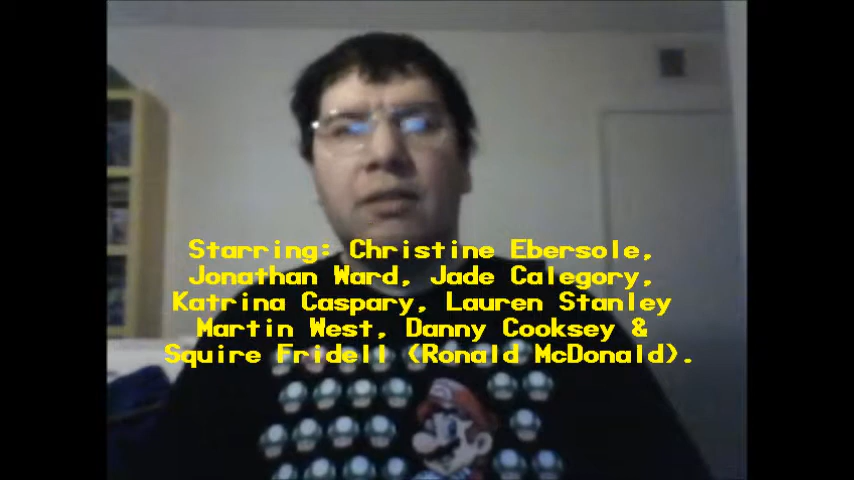 Starring: Christine Ebersole,
Jonathan Ward, Jade Calegory,
Katrina Caspary, Lauren Stanley
Martin West, Danny Cooksey &
Squire Fridell (Ronald McDonald).